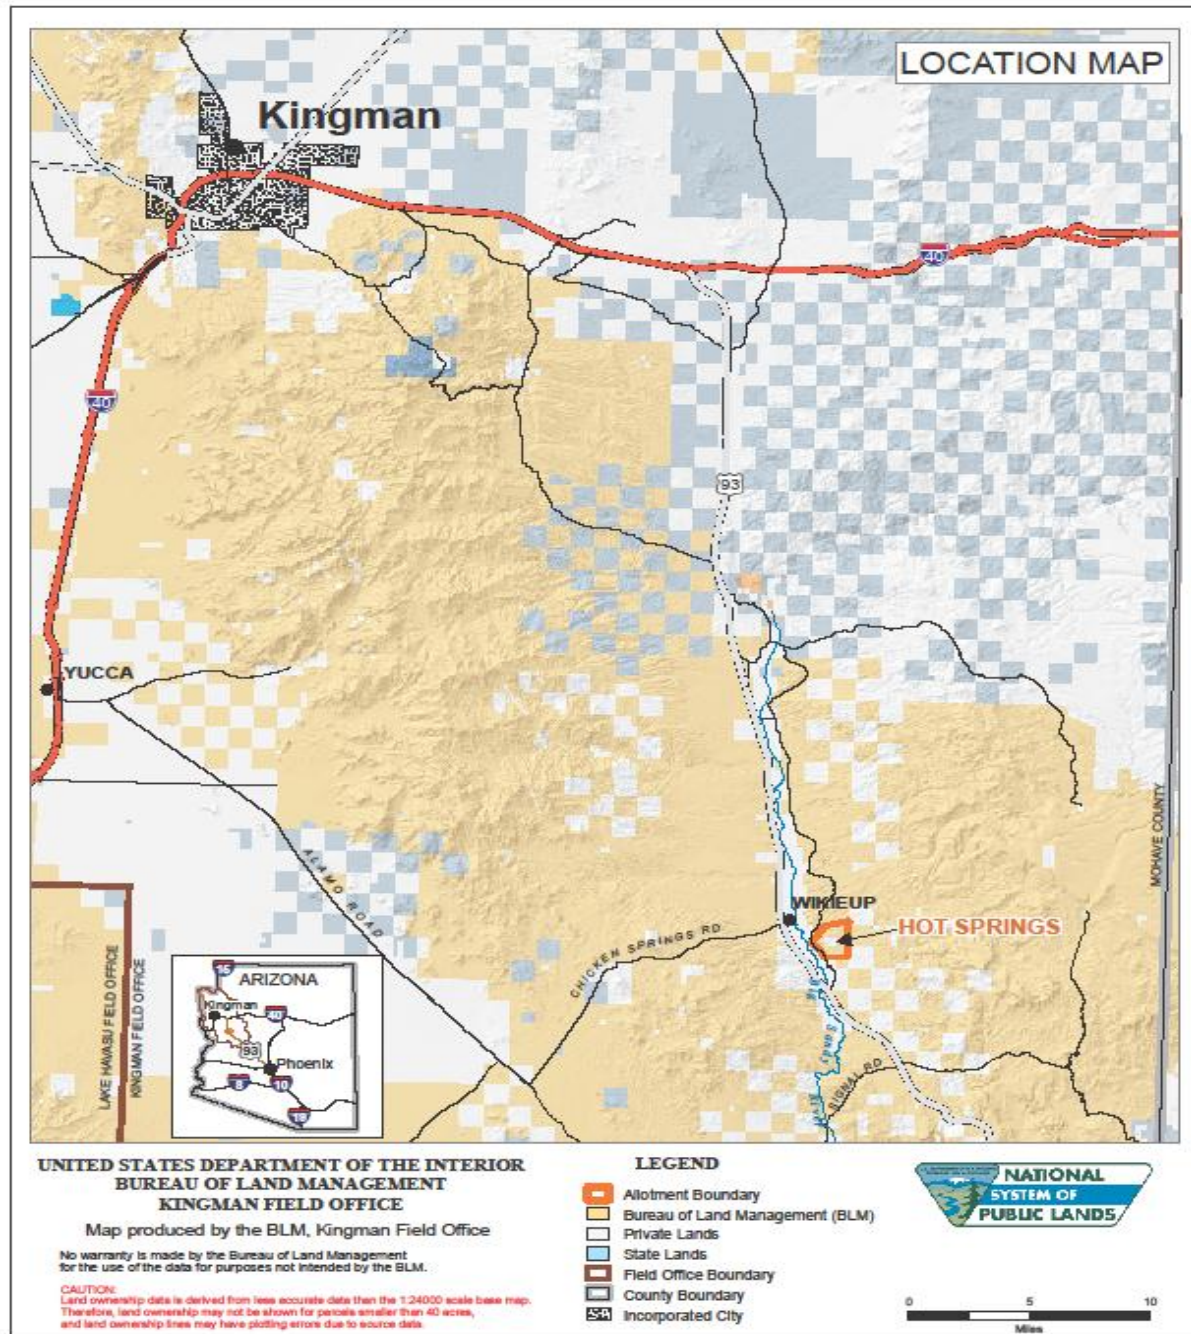 LOCATION MAP
Kingman
40
40
93
YUCCA
MOHAVE COUNTY
ALAMO ROAD
WIKIEUP
HOT SPRINGS
CHICKEN SPRINGS RD
Big Sandy
SIGNAL RD
LAKE HAVASU FIELD OFFICE
KINGMAN FIELD OFFICE
15
ARIZONA
Kingman
40
93
Phoenix
8
10
19
UNITED STATES DEPARTMENT OF THE INTERIOR
BUREAU OF LAND MANAGEMENT
KINGMAN FIELD OFFICE
Map produced by the BLM, Kingman Field Office
No warranty is made by the Bureau of Land Management
for the use of the data for purposes not intended by the BLM.
CAUTION:
Land ownership data is derived from less accurate data than the 1:24000 scale base map.
Therefore, land ownership may not be shown for parcels smaller than 40 acres,
and land ownership lines may have plotting errors due to source data.
LEGEND
Allotment Boundary
Bureau of Land Management (BLM)
Private Lands
State Lands
Field Office Boundary
County Boundary
Incorporated City
NATIONAL
SYSTEM OF
PUBLIC LANDS
0 5 10
Miles